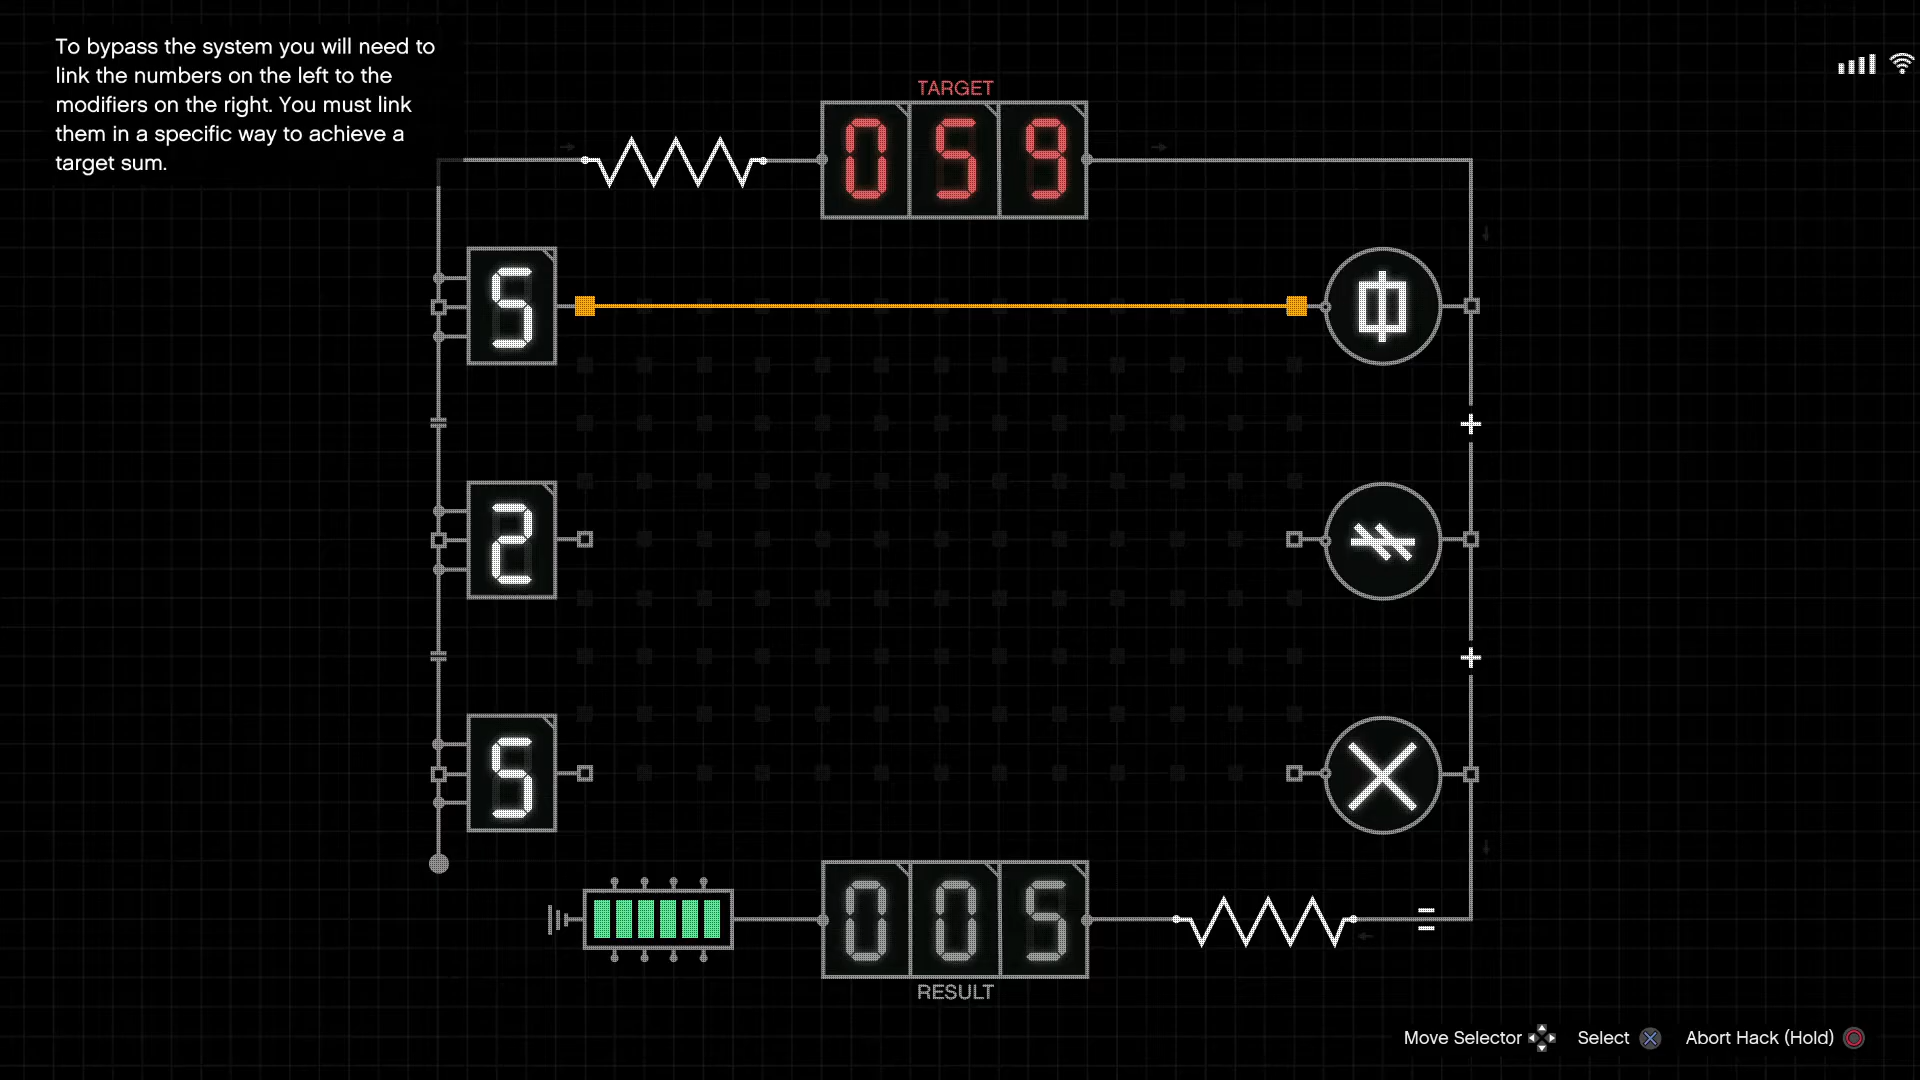 To bypass the system you will need to
link the numbers on the left to the
modifiers on the right. You must link
them in a specific way to achieve a
target sum.
TARGET
059
5
2
5
+
+
=
005
RESULT
Move Selector Select Abort Hack (Hold)